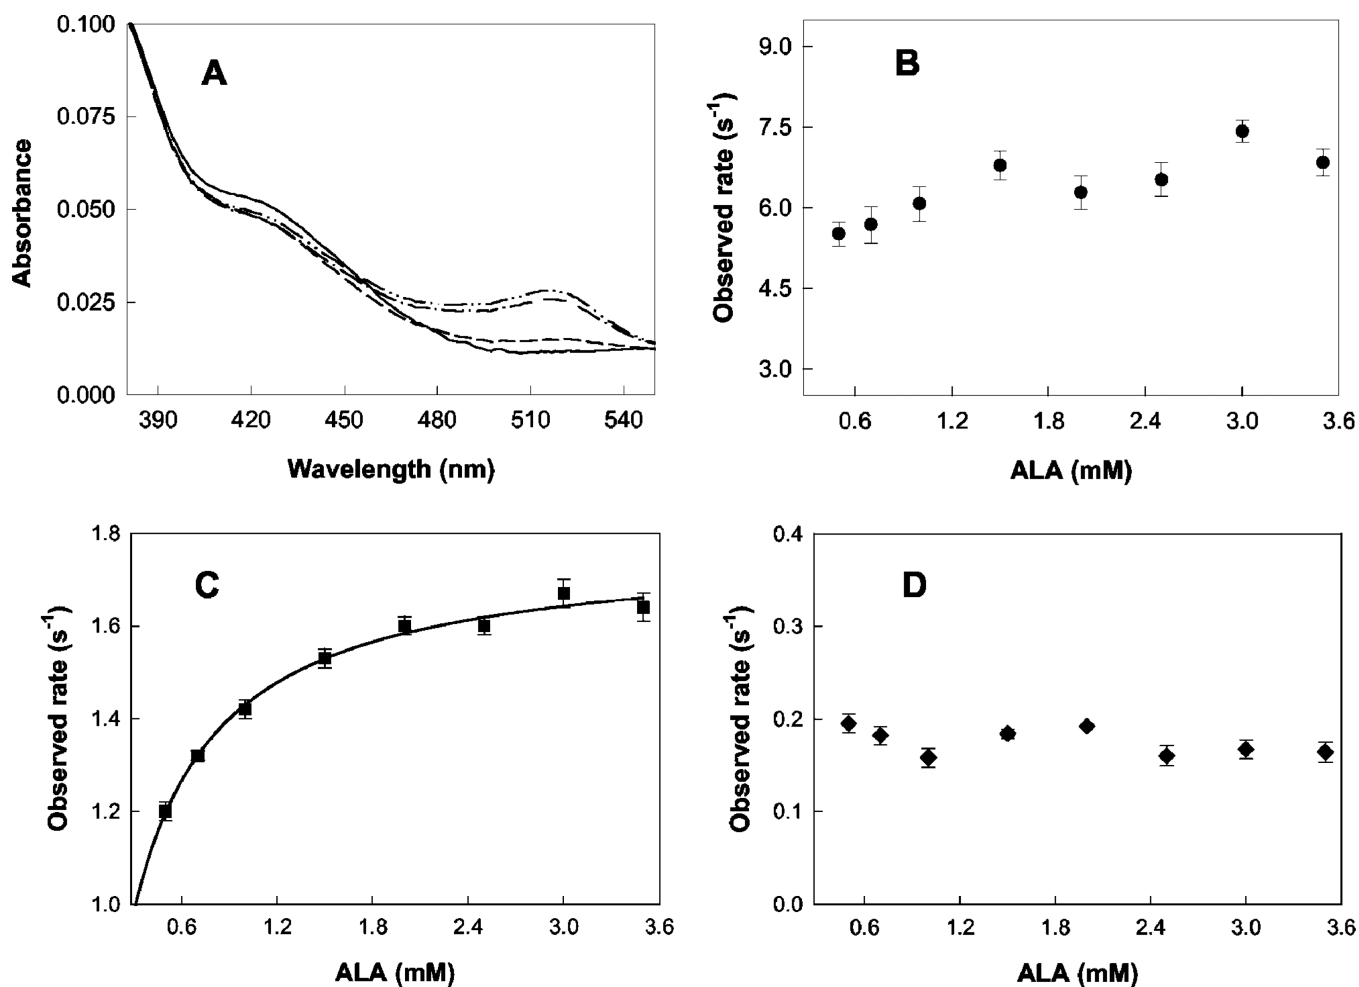 A
Absorbance
0.100
0.075
0.050
0.025
0.000
390 420 450 480 510 540
Wavelength (nm)
B
Observed rate (s-1)
9.0
7.5
6.0
4.5
3.0
0.6 1.2 1.8 2.4 3.0 3.6
ALA (mM)
C
Observed rate (s-1)
1.8
1.6
1.4
1.2
1.0
0.6 1.2 1.8 2.4 3.0 3.6
ALA (mM)
D
Observed rate (s-1)
0.4
0.3
0.2
0.1
0.0
0.6 1.2 1.8 2.4 3.0 3.6
ALA (mM)